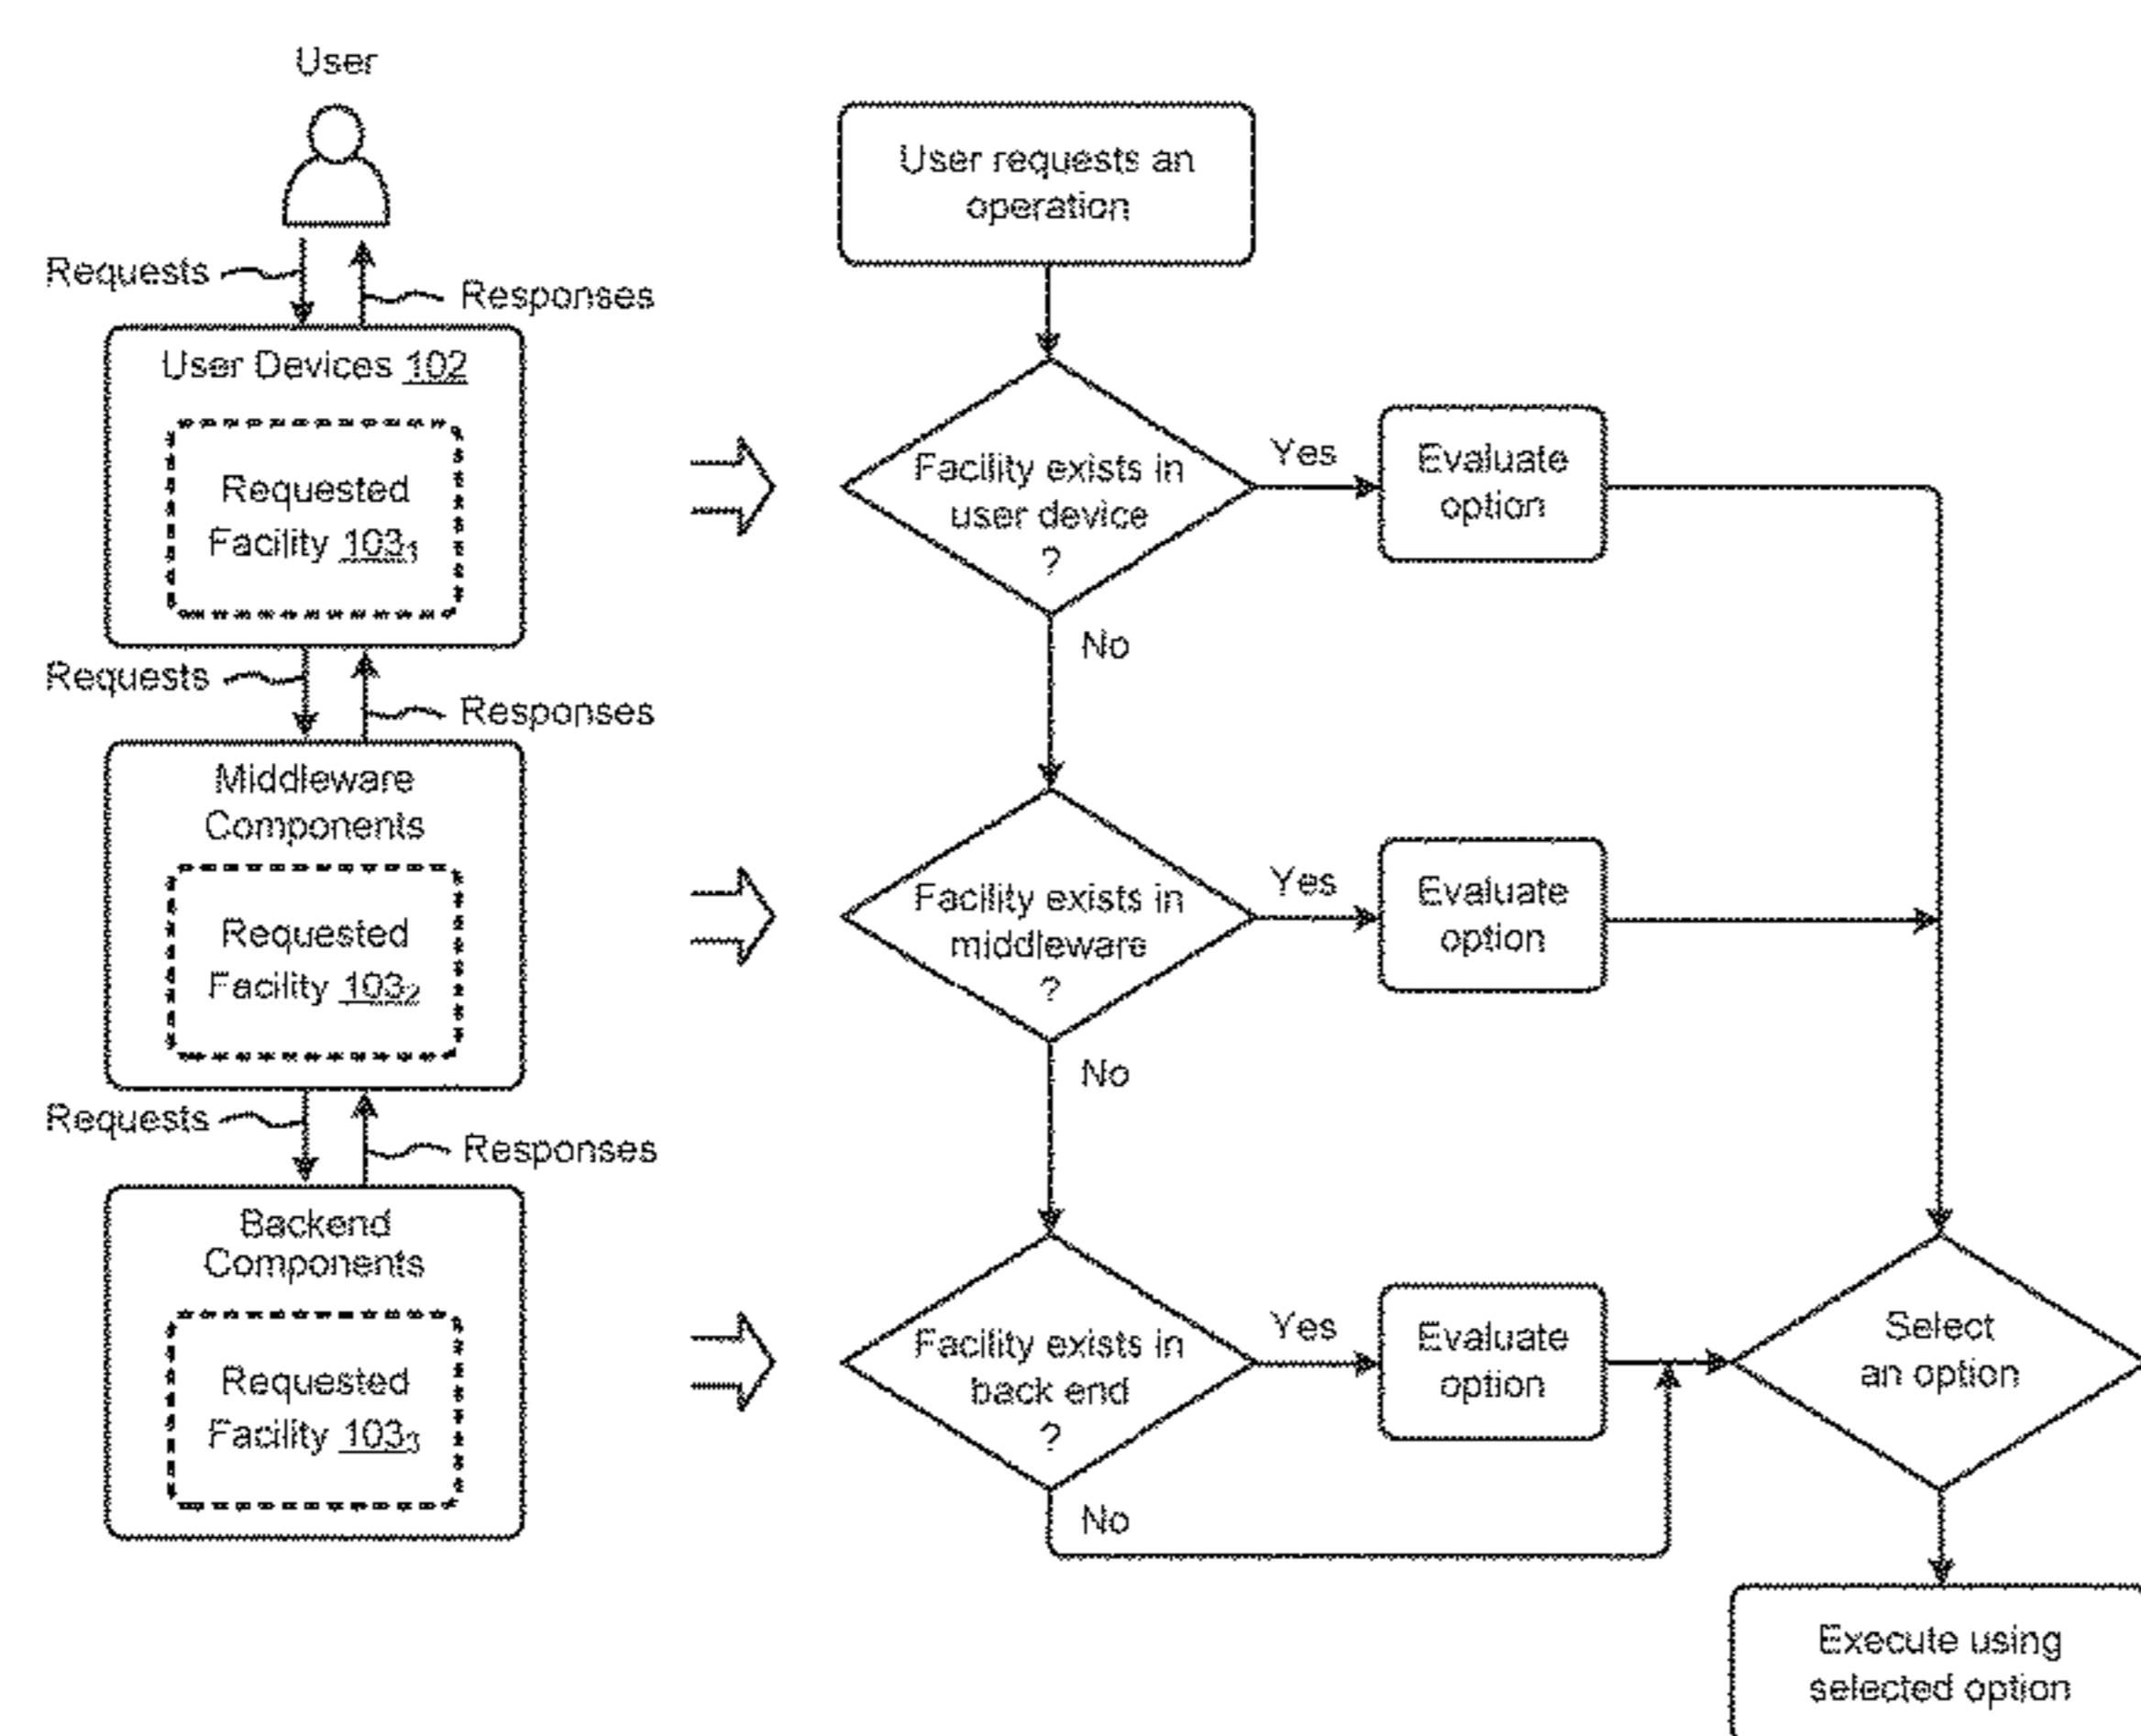 User
Requests
Responses
User Devices 102
Requested
Facility 103₁
Requests
Responses
Middleware
Components
Requested
Facility 103₂
Requests
Responses
Backend
Components
Requested
Facility 103₃
User requests an
operation
Facility exists in
user device
?
Yes
Evaluate
option
No
Facility exists in
middleware
?
Yes
Evaluate
option
No
Facility exists in
back end
?
Yes
Evaluate
option
No
Select
an option
Execute using
selected option